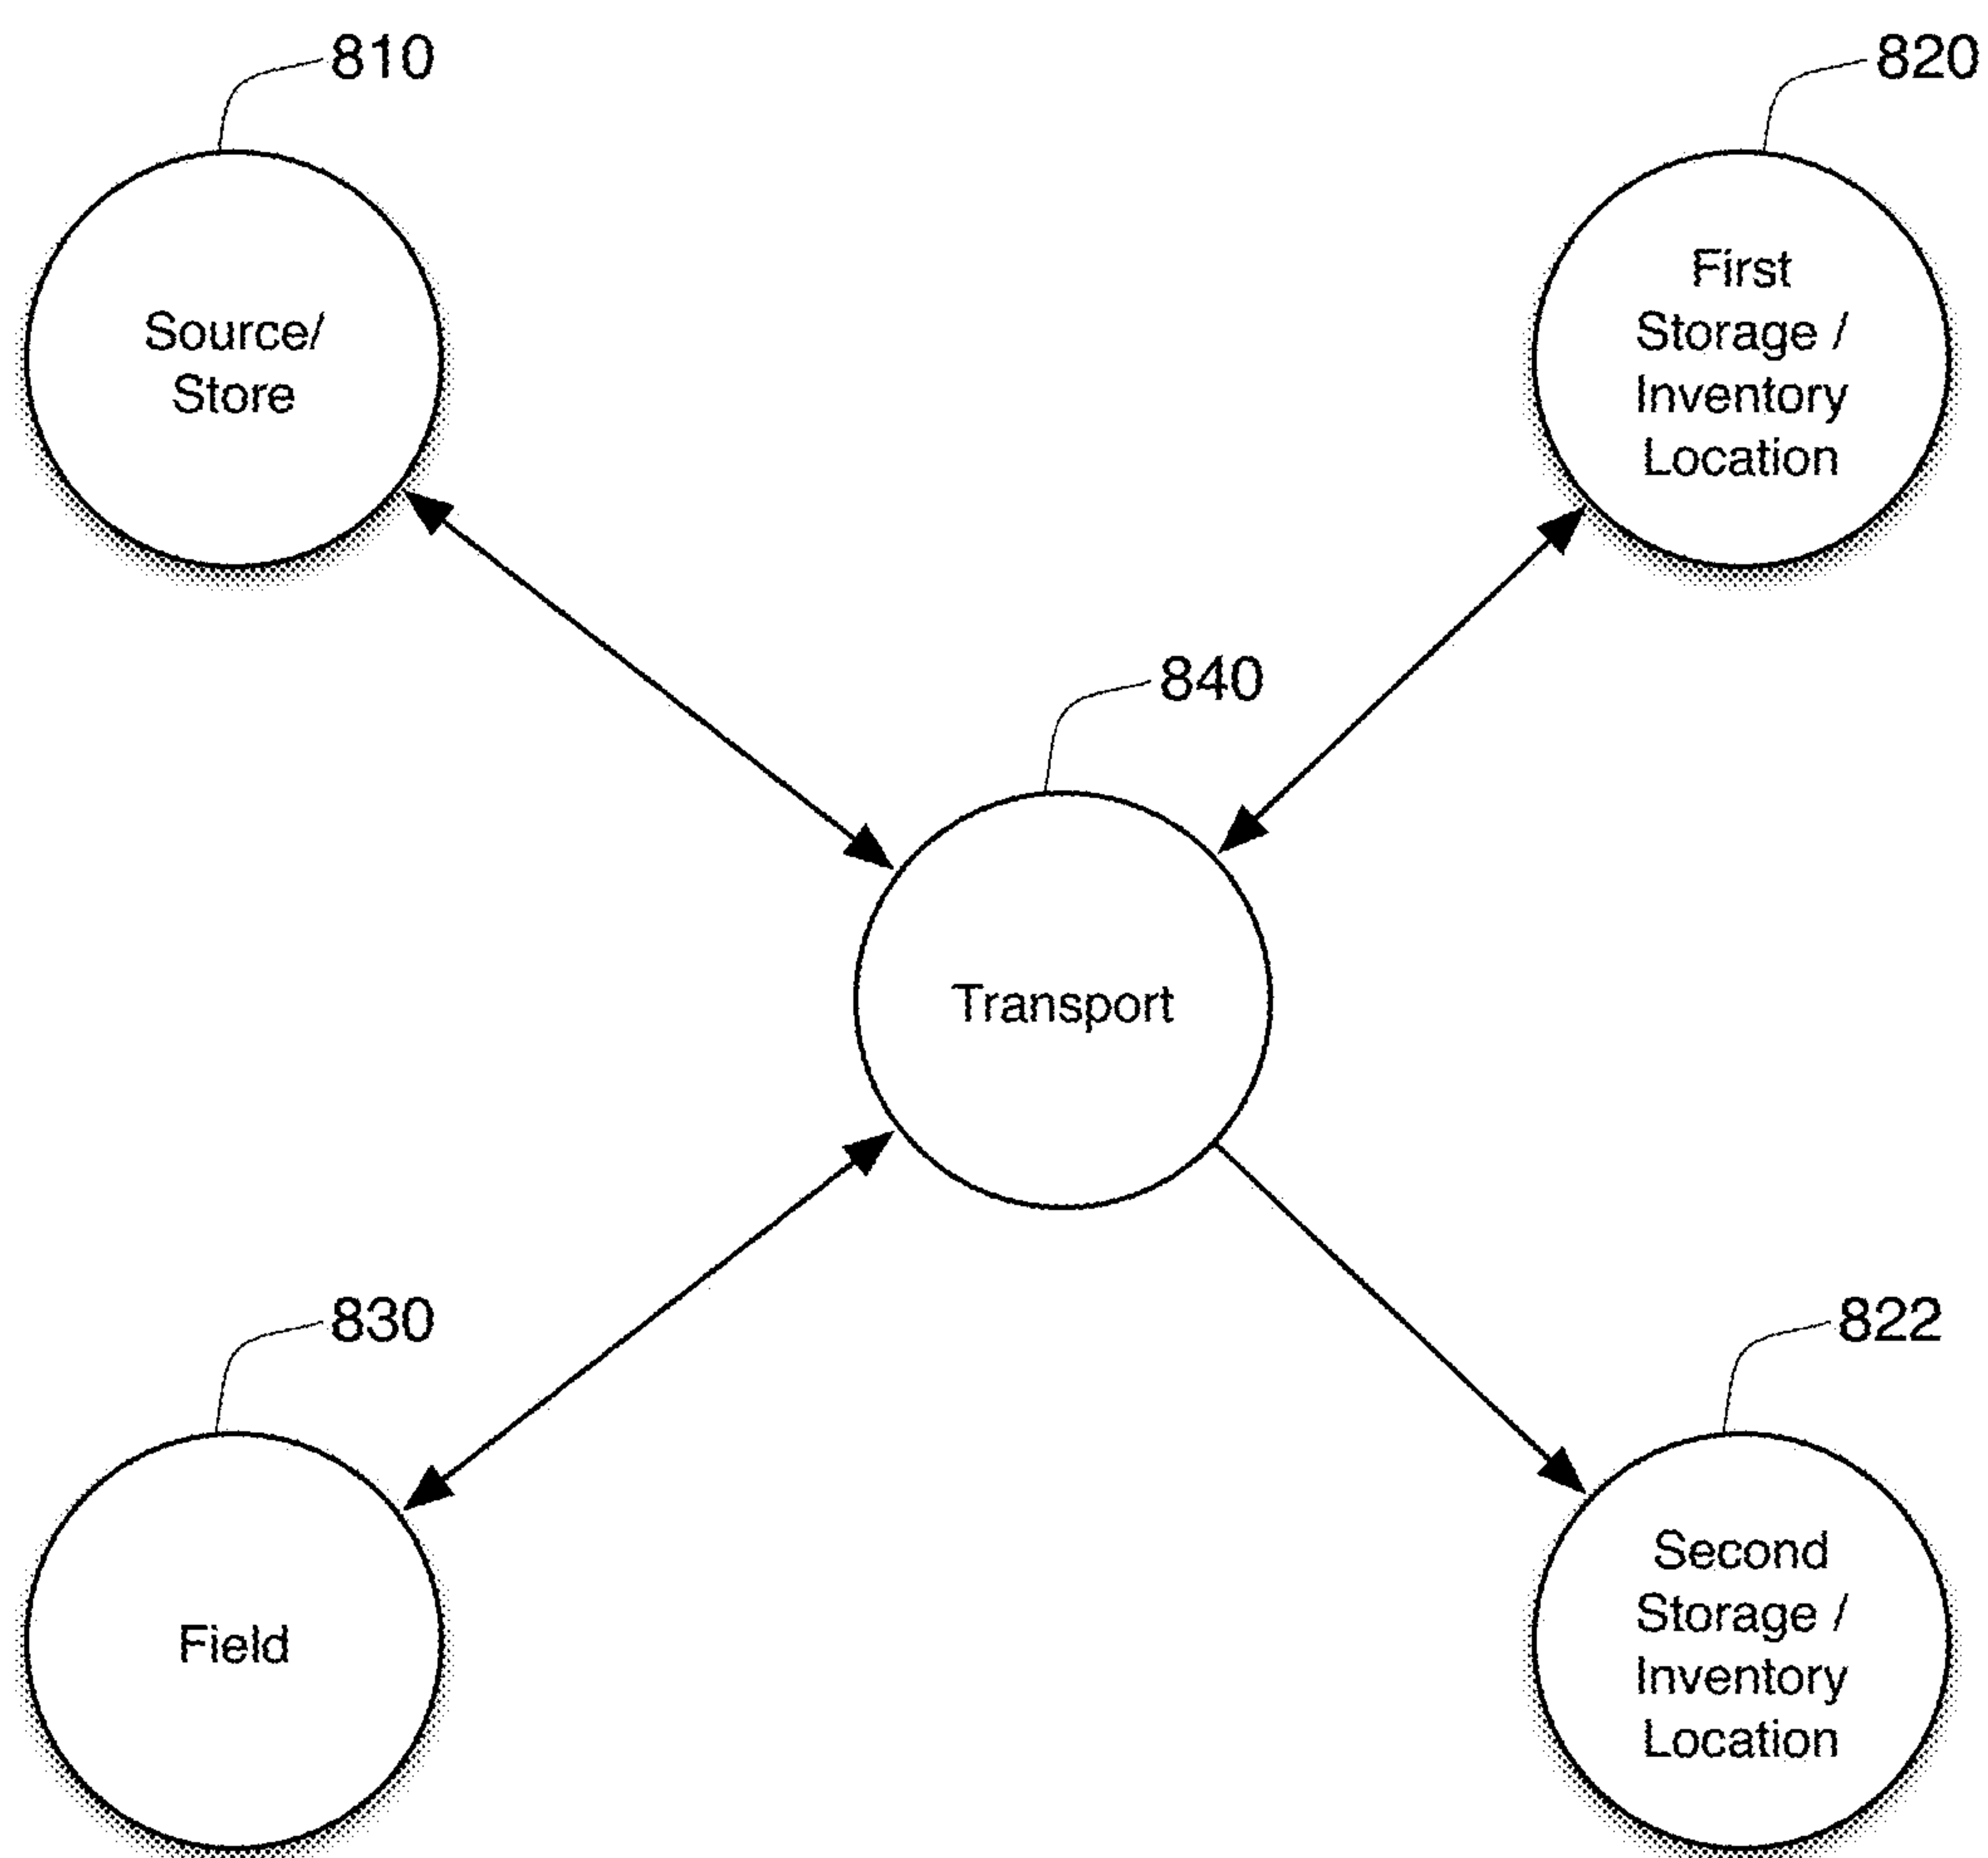 810
820
Source/
Store
First
Storage /
Inventory
Location
840
Transport
830
822
Field
Second
Storage /
Inventory
Location